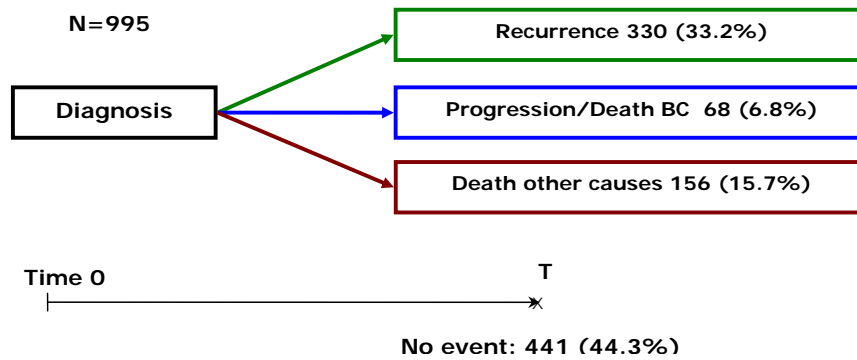 N=995
Recurrence 330 (33.2%)
Diagnosis
Progression/Death BC 68 (6.8%)
Death other causes 156 (15.7%)
Time 0
T
No event: 441 (44.3%)